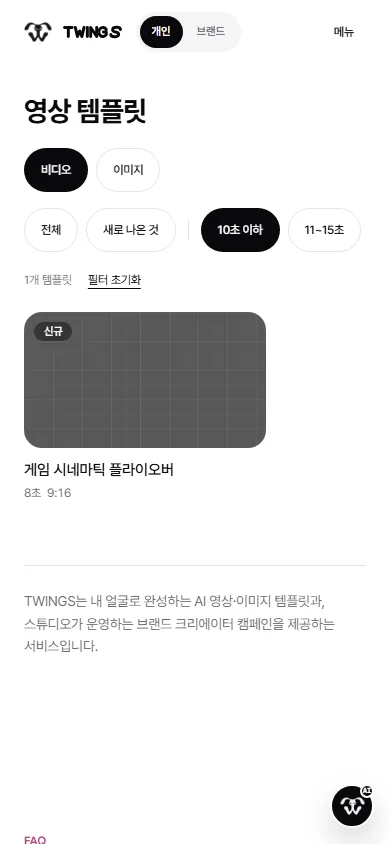 TWINGS 개인 브랜드 메뉴
영상 템플릿
비디오 이미지
전체 새로 나온 것 10초 이하 11~15초
1개 템플릿 필터 초기화
신규
게임 시네마틱 플라이오버
8초 9:16
TWINGS는 내 얼굴로 완성하는 AI 영상·이미지 템플릿과,
스튜디오가 운영하는 브랜드 크리에이터 캠페인을 제공하는
서비스입니다.
AI
FAQ